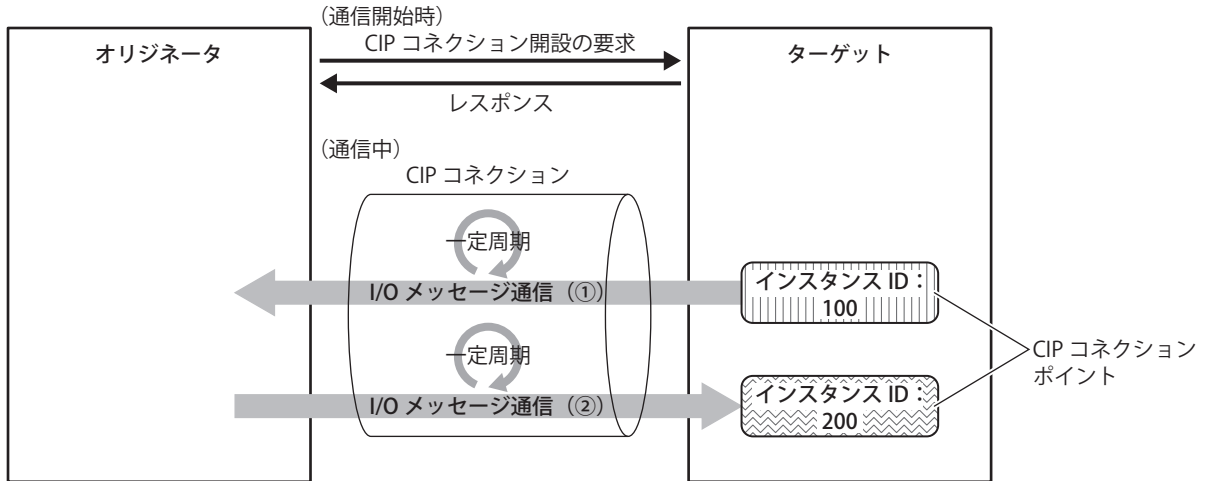 (通信開始時)
オリジネータ
CIP コネクション開設の要求
ターゲット
レスポンス
(通信中)
CIP コネクション
一定周期
I/O メッセージ通信(①)
インスタンス ID:
100
CIP コネクション
ポイント
一定周期
I/O メッセージ通信(②)
インスタンス ID:
200